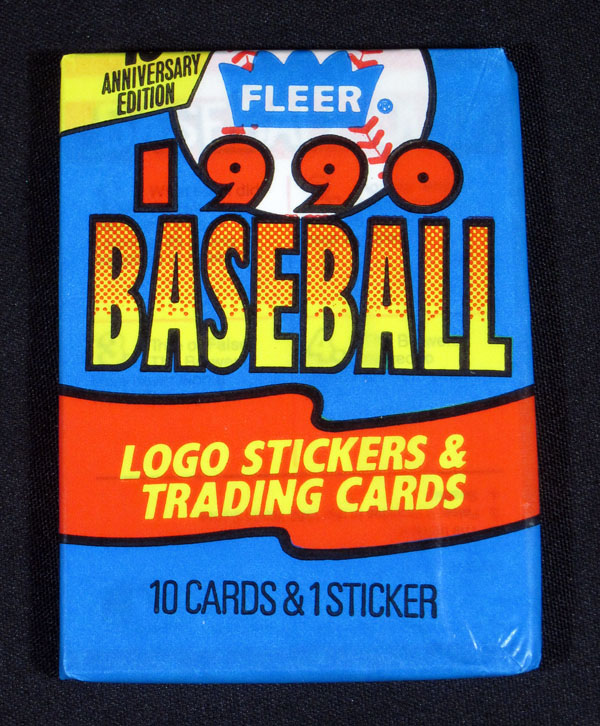 ANNIVERSARY
EDITION
FLEER
1990
BASEBALL
LOGO STICKERS &
TRADING CARDS
10 CARDS & 1 STICKER